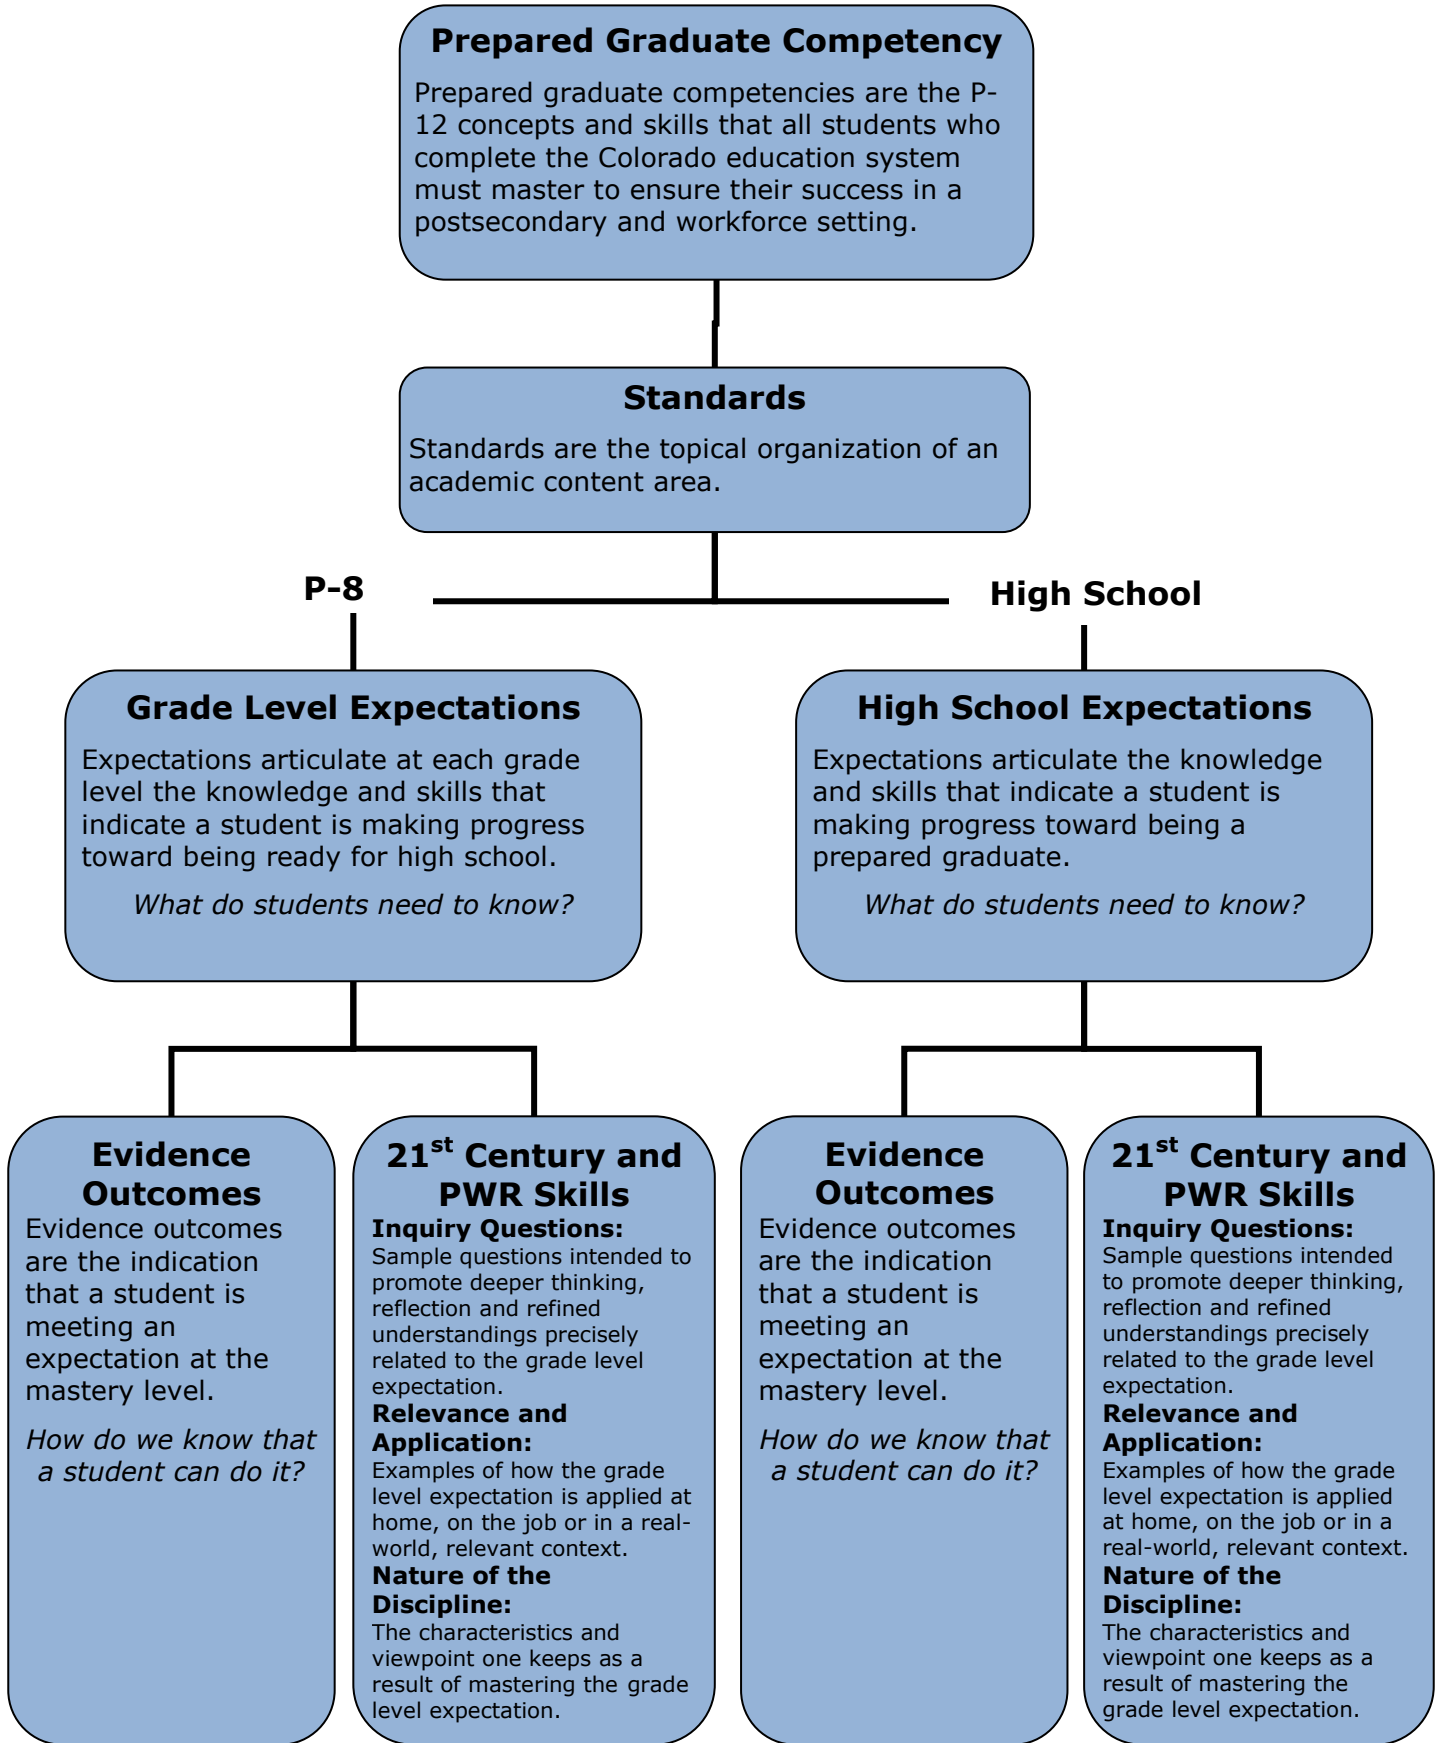 Prepared Graduate Competency
Prepared graduate competencies are the P-
12 concepts and skills that all students who
complete the Colorado education system
must master to ensure their success in a
postsecondary and workforce setting.
Standards
Standards are the topical organization of an
academic content area.
P-8
High School
Grade Level Expectations
Expectations articulate at each grade
level the knowledge and skills that
indicate a student is making progress
toward being ready for high school.
What do students need to know?
High School Expectations
Expectations articulate the knowledge
and skills that indicate a student is
making progress toward being a
prepared graduate.
What do students need to know?
Evidence
Outcomes
Evidence outcomes
are the indication
that a student is
meeting an
expectation at the
mastery level.
How do we know that
a student can do it?
21st Century and
PWR Skills
Inquiry Questions:
Sample questions intended to
promote deeper thinking,
reflection and refined
understandings precisely
related to the grade level
expectation.
Relevance and
Application:
Examples of how the grade
level expectation is applied at
home, on the job or in a real-
world, relevant context.
Nature of the
Discipline:
The characteristics and
viewpoint one keeps as a
result of mastering the grade
level expectation.
Evidence
Outcomes
Evidence outcomes
are the indication
that a student is
meeting an
expectation at the
mastery level.
How do we know that
a student can do it?
21st Century and
PWR Skills
Inquiry Questions:
Sample questions intended
to promote deeper thinking,
reflection and refined
understandings precisely
related to the grade level
expectation.
Relevance and
Application:
Examples of how the grade
level expectation is applied
at home, on the job or in a
real-world, relevant context.
Nature of the
Discipline:
The characteristics and
viewpoint one keeps as a
result of mastering the
grade level expectation.